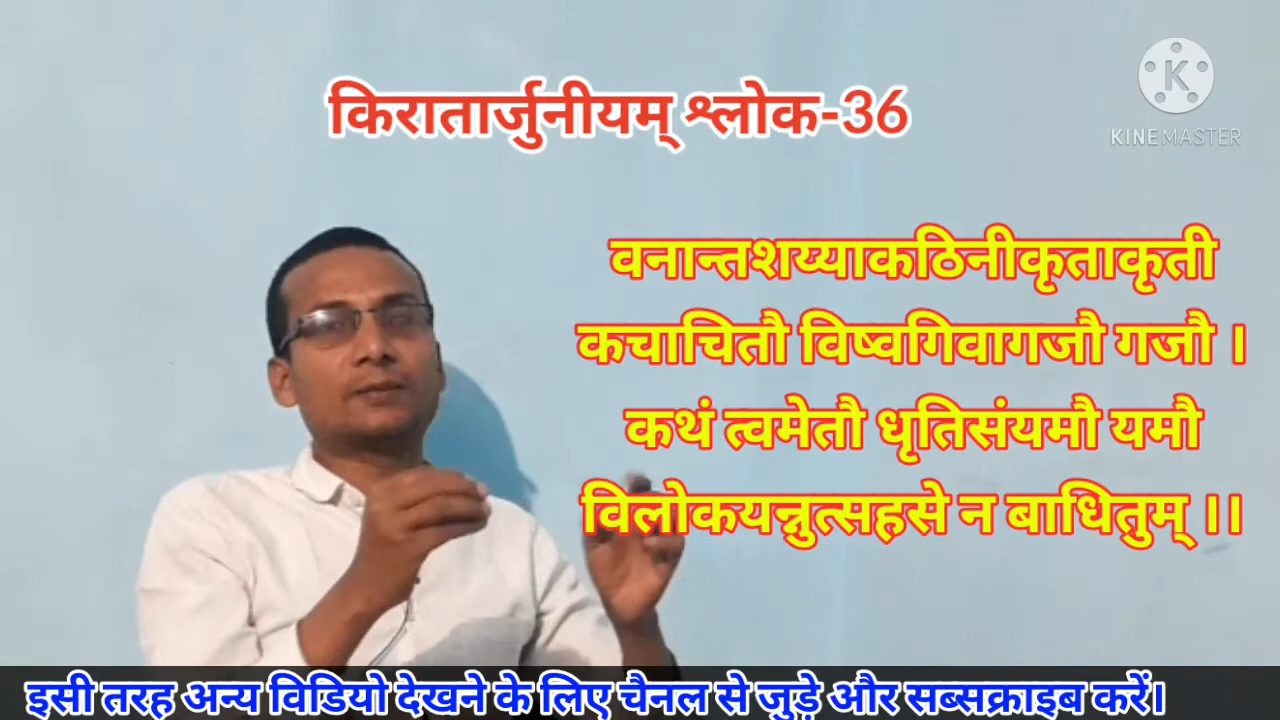 किरातार्जुनीयम् श्लोक-36
KINEMASTER
वनान्तशय्याकठिनीकृताकृती
कचाचितौ विष्वगिवागजौ गजौ ।
कथं त्वमेतौ धृतिसंयमौ यमौ
विलोकयन्नुत्सहसे न बाधितुम् ।।
इसी तरह अन्य विडियो देखने के लिए चैनल से जुड़े और सब्सक्राइब करें।